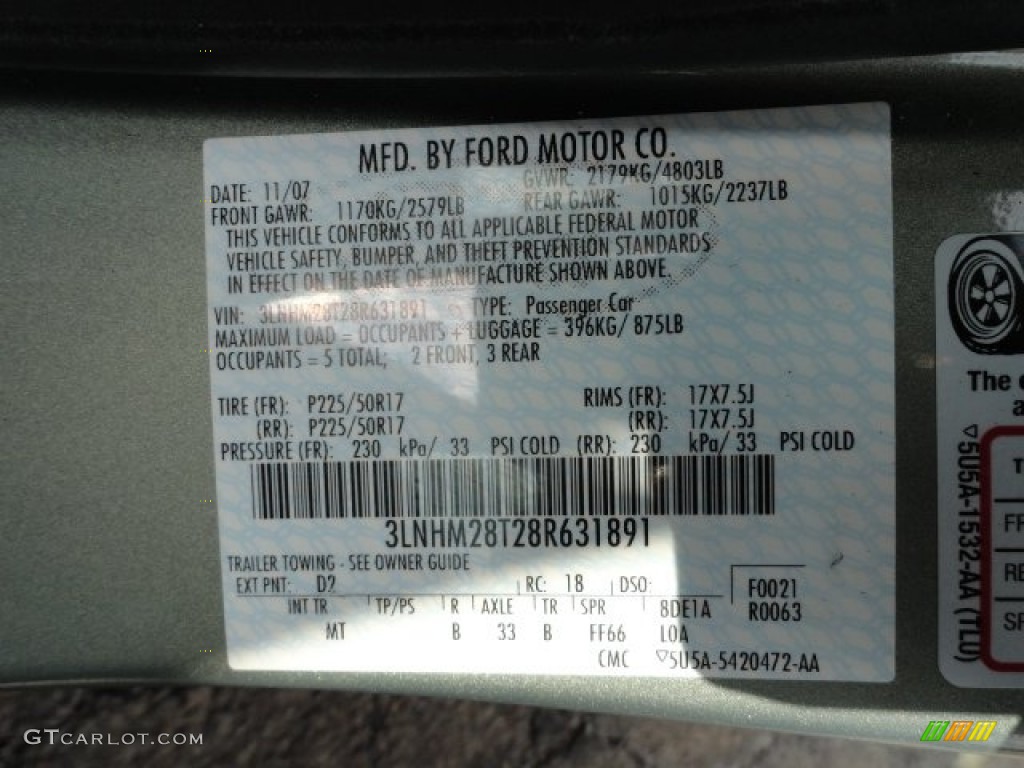 MFD. BY FORD MOTOR CO.
DATE: 11/07 GVWR: 2179KG/4803LB
FRONT GAWR: 1170KG/2579LB REAR GAWR: 1015KG/2237LB
THIS VEHICLE CONFORMS TO ALL APPLICABLE FEDERAL MOTOR
VEHICLE SAFETY, BUMPER, AND THEFT PREVENTION STANDARDS
IN EFFECT ON THE DATE OF MANUFACTURE SHOWN ABOVE.
VIN: 3LNHM28T28R631891 TYPE: Passenger Car
MAXIMUM LOAD = OCCUPANTS + LUGGAGE = 396KG/ 875LB
OCCUPANTS = 5 TOTAL; 2 FRONT, 3 REAR
TIRE (FR): P225/50R17 RIMS (FR): 17X7.5J
(RR): P225/50R17 (RR): 17X7.5J
PRESSURE (FR): 230 kPa/ 33 PSI COLD (RR): 230 kPa/ 33 PSI COLD
3LNHM28T28R631891
TRAILER TOWING - SEE OWNER GUIDE
EXT PNT: D2 RC: 18 DSO: F0021
INT TR TP/PS R AXLE TR SPR 8DE1A R0063
MT B 33 B FF66 LOA
CMC ▽5U5A-5420472-AA
The
▽5U5A-1532-AA (TLU)
GTCARLOT.COM